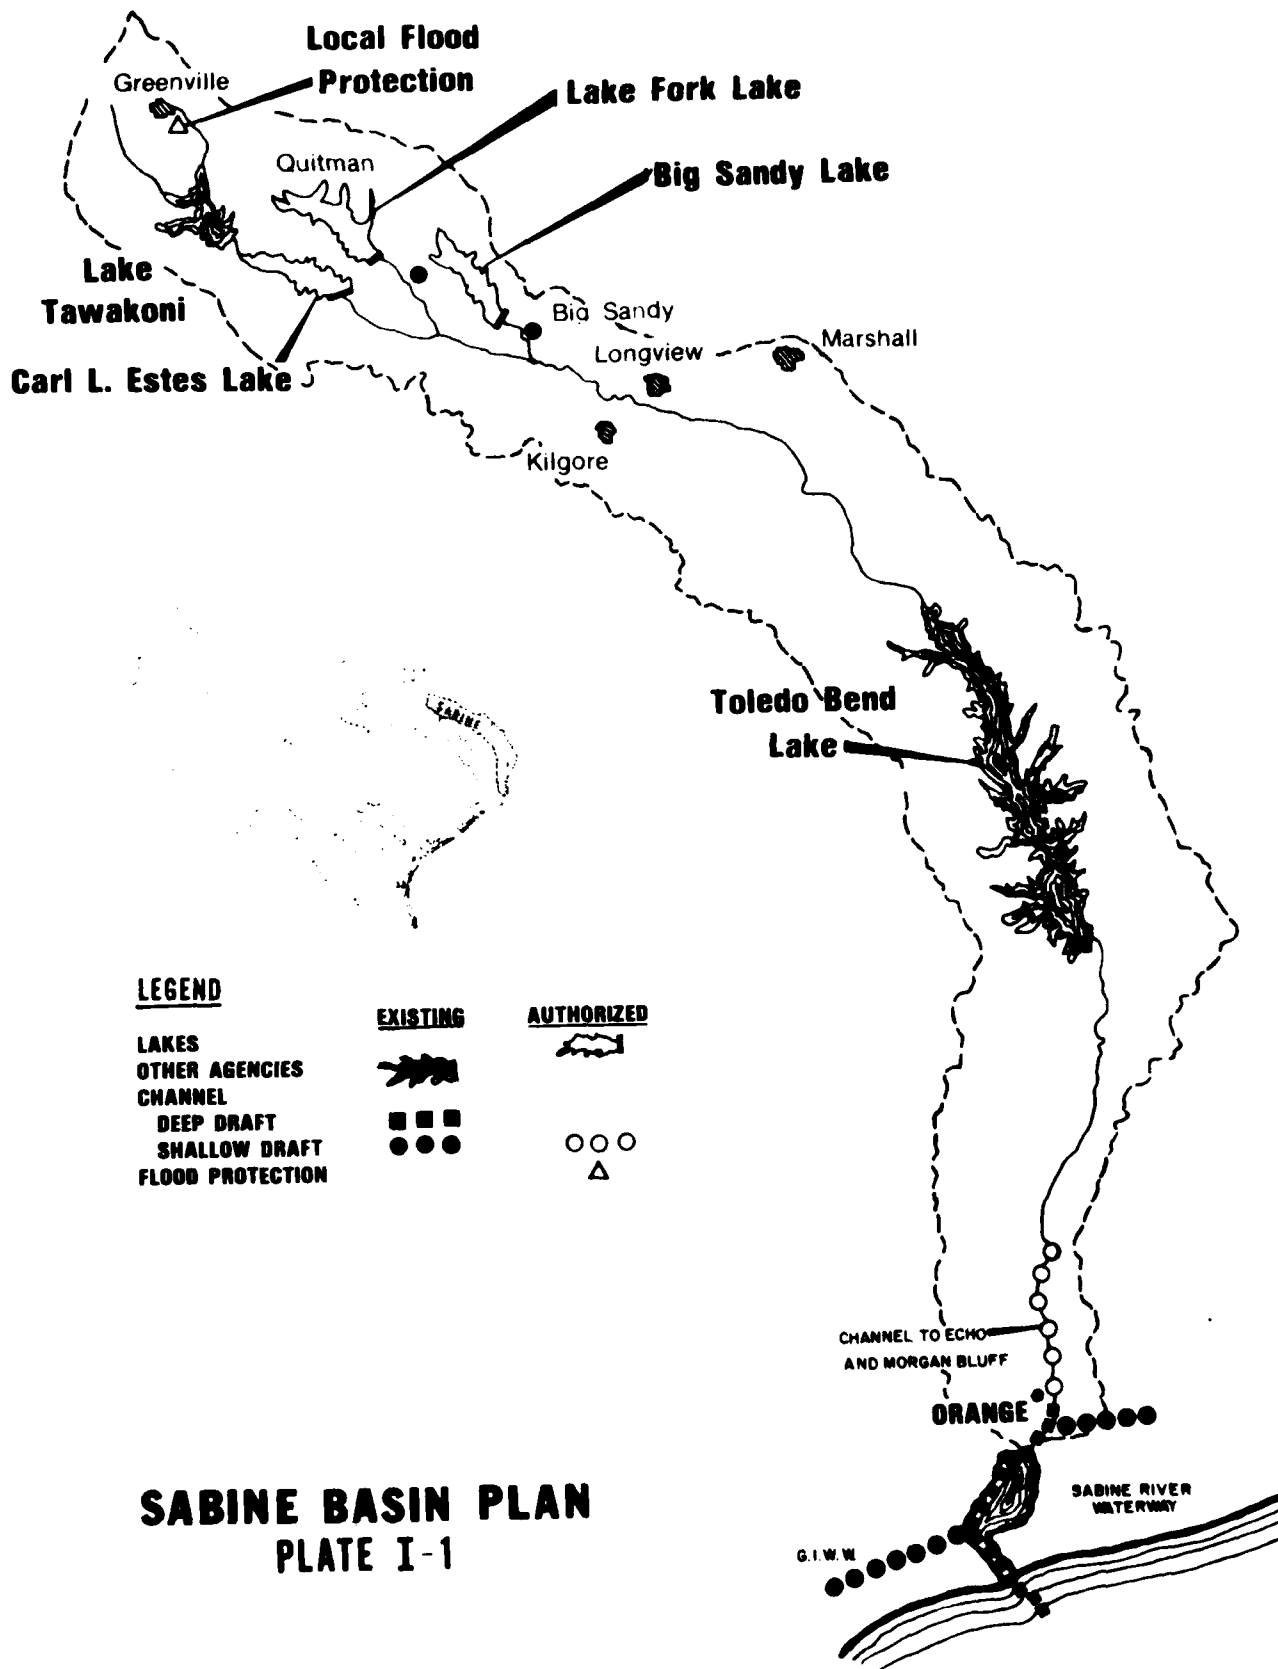 Local Flood
Protection
Greenville
Lake Fork Lake
Quitman
Big Sandy Lake
Lake
Tawakoni
Big Sandy
Longview
Marshall
Carl L. Estes Lake
Kilgore
SABINE
Toledo Bend
Lake
LEGEND
EXISTING AUTHORIZED
LAKES
OTHER AGENCIES
CHANNEL
DEEP DRAFT
SHALLOW DRAFT
FLOOD PROTECTION
CHANNEL TO ECHO
AND MORGAN BLUFF
ORANGE
SABINE RIVER
WATERWAY
G.I.W.W.
SABINE BASIN PLAN
PLATE I-1